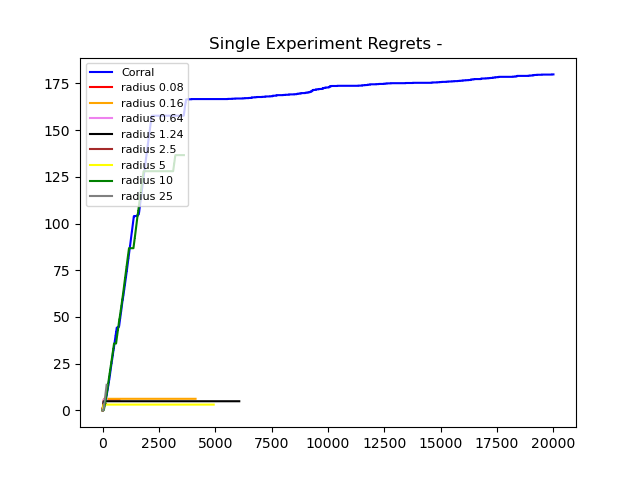 Single Experiment Regrets -
Corral
radius 0.08
radius 0.16
radius 0.64
radius 1.24
radius 2.5
radius 5
radius 10
radius 25
175
150
125
100
75
50
25
0
0 2500 5000 7500 10000 12500 15000 17500 20000